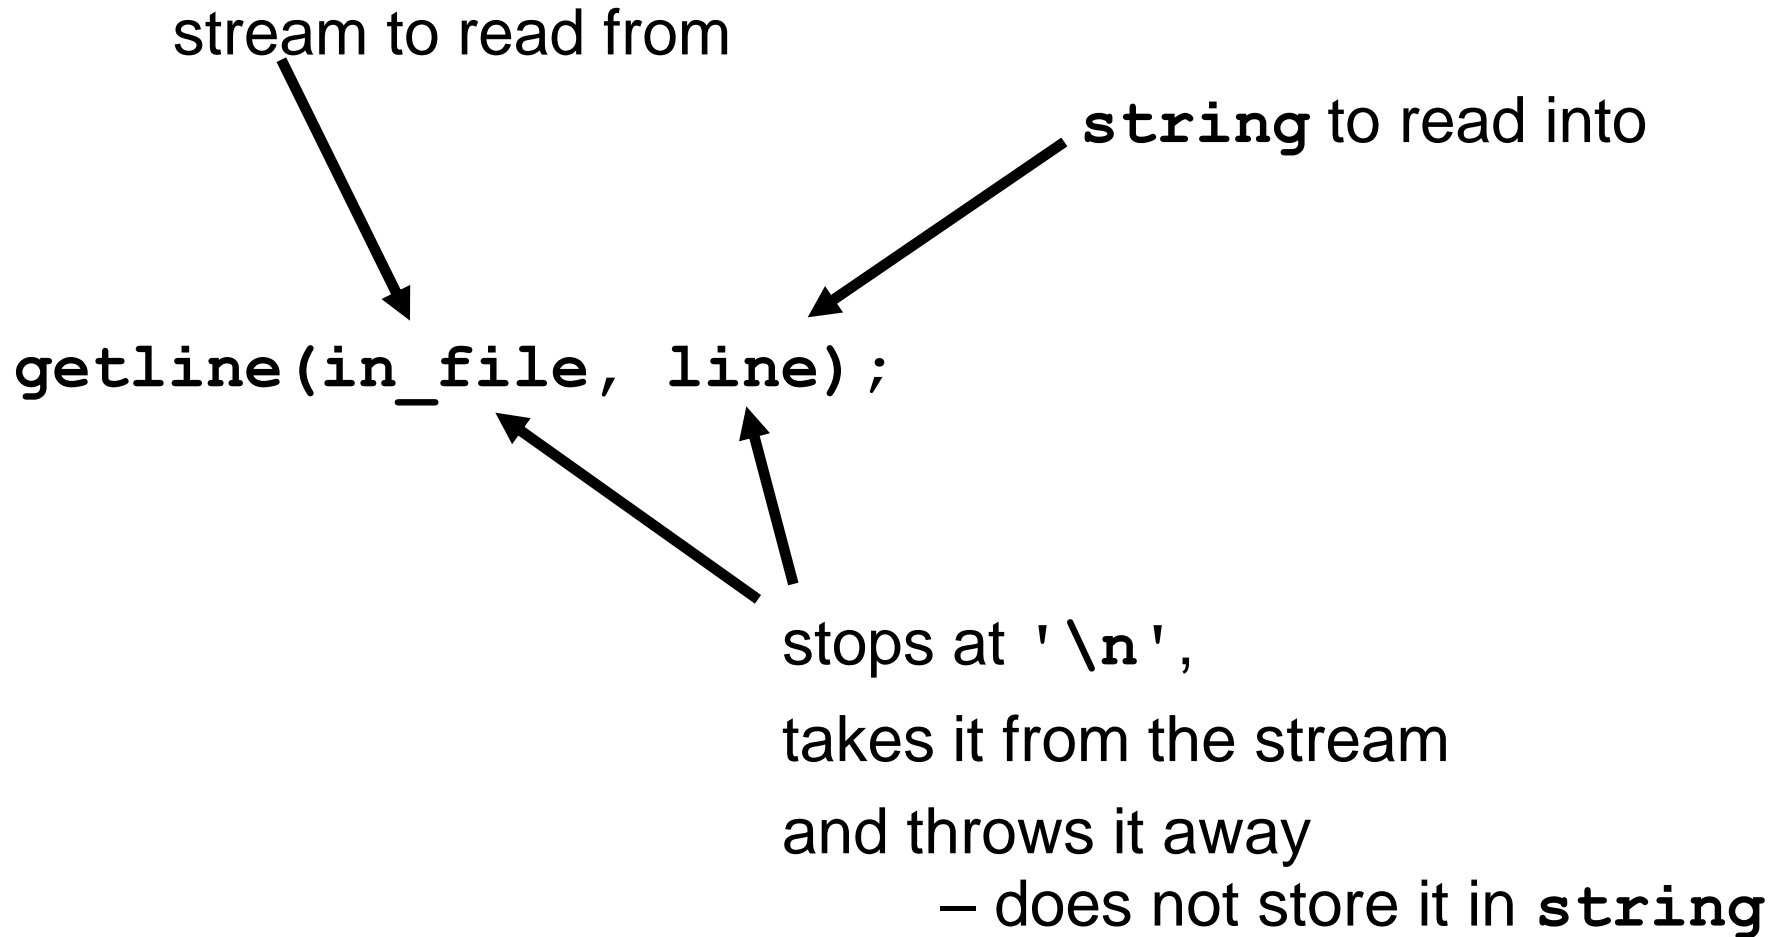 stream to read from
string to read into
getline(in_file, line);
stops at '\n',
takes it from the stream
and throws it away
– does not store it in string